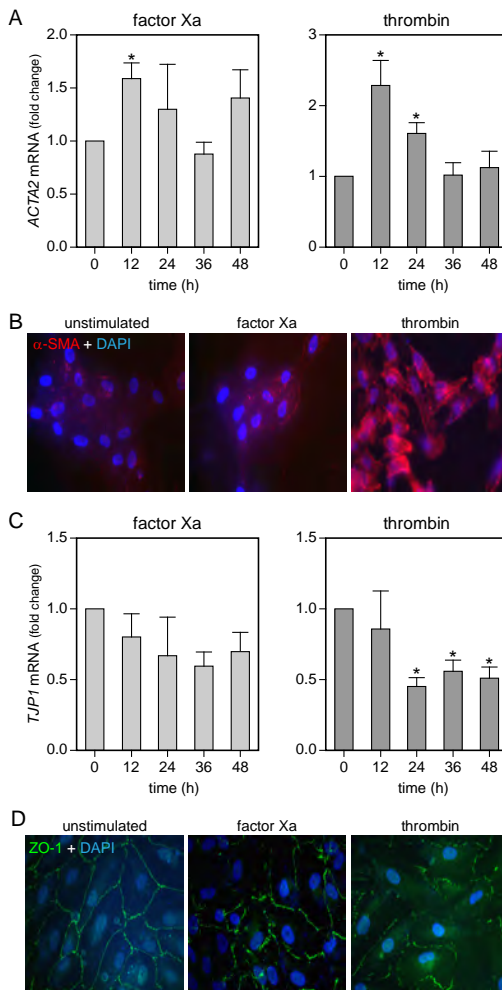 A
factor Xa
thrombin
ACTA2 mRNA (fold change)
2.0
1.5
1.0
0.5
0.0
*
0 12 24 36 48
time (h)
3
2
1
0
*
*
0 12 24 36 48
time (h)
B
unstimulated
factor Xa
thrombin
α-SMA + DAPI
C
factor Xa
thrombin
TJP1 mRNA (fold change)
1.5
1.0
0.5
0.0
0 12 24 36 48
time (h)
1.5
1.0
0.5
0.0
* * *
0 12 24 36 48
time (h)
D
unstimulated
factor Xa
thrombin
ZO-1 + DAPI